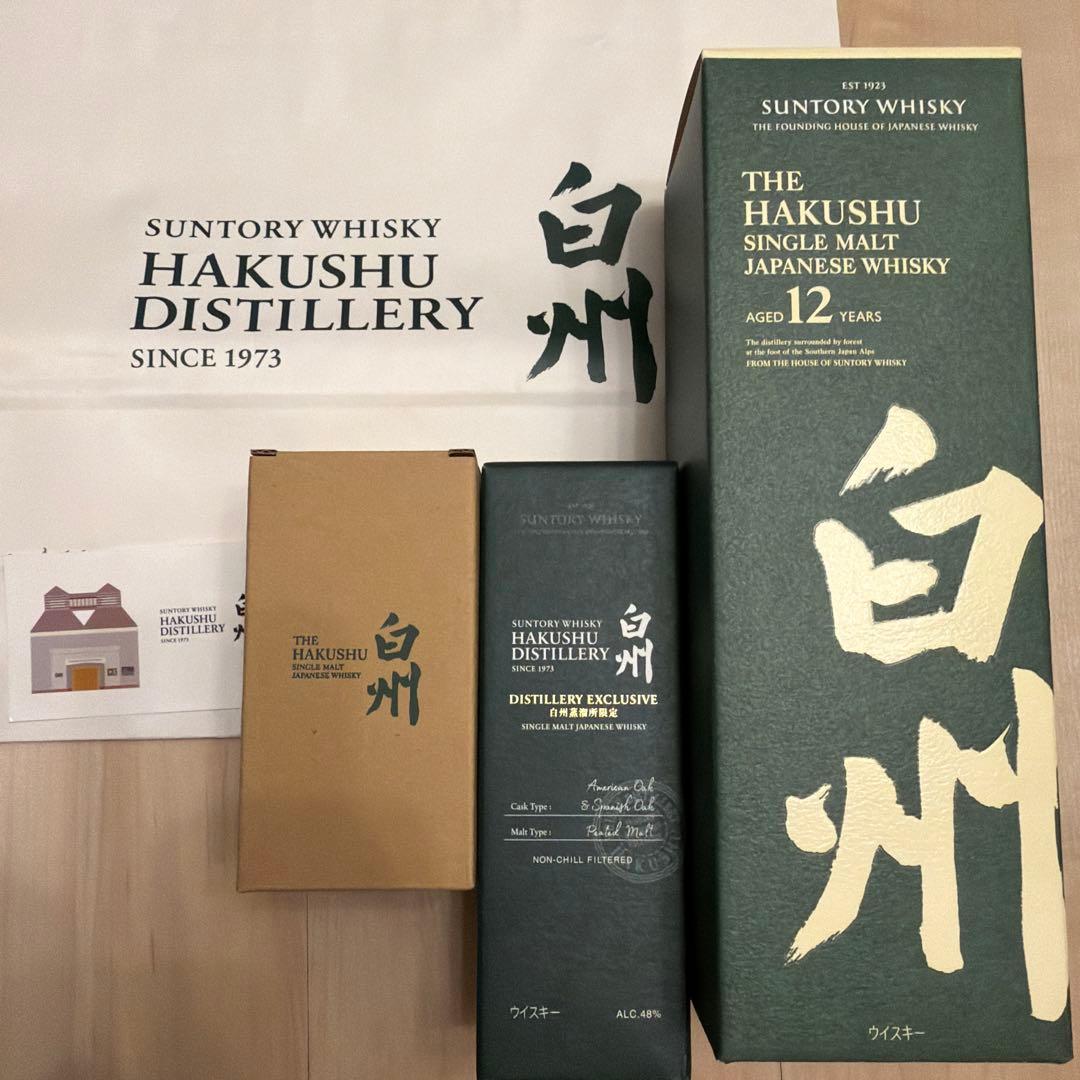 SUNTORY WHISKY
HAKUSHU
DISTILLERY
SINCE 1973
白州
EST 1923
SUNTORY WHISKY
THE FOUNDING HOUSE OF JAPANESE WHISKY
THE
HAKUSHU
SINGLE MALT
JAPANESE WHISKY
AGED 12 YEARS
The distillery surrounded by forest
at the foot of the Southern Japan Alps
FROM THE HOUSE OF SUNTORY WHISKY
白州
ウイスキー
SUNTORY WHISKY
HAKUSHU
DISTILLERY
SINCE 1973
白州
THE
HAKUSHU
SINGLE MALT
JAPANESE WHISKY
白州
SUNTORY WHISKY
SUNTORY WHISKY
HAKUSHU
DISTILLERY
SINCE 1973
白州
DISTILLERY EXCLUSIVE
白州蒸溜所限定
SINGLE MALT JAPANESE WHISKY
Cask Type : American Oak
& Spanish Oak
Malt Type : Peated Malt
NON-CHILL FILTERED
ウイスキー ALC.48%